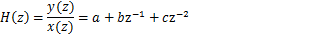 H(z) = y(z)/x(z) = a + bz⁻¹ + cz⁻²